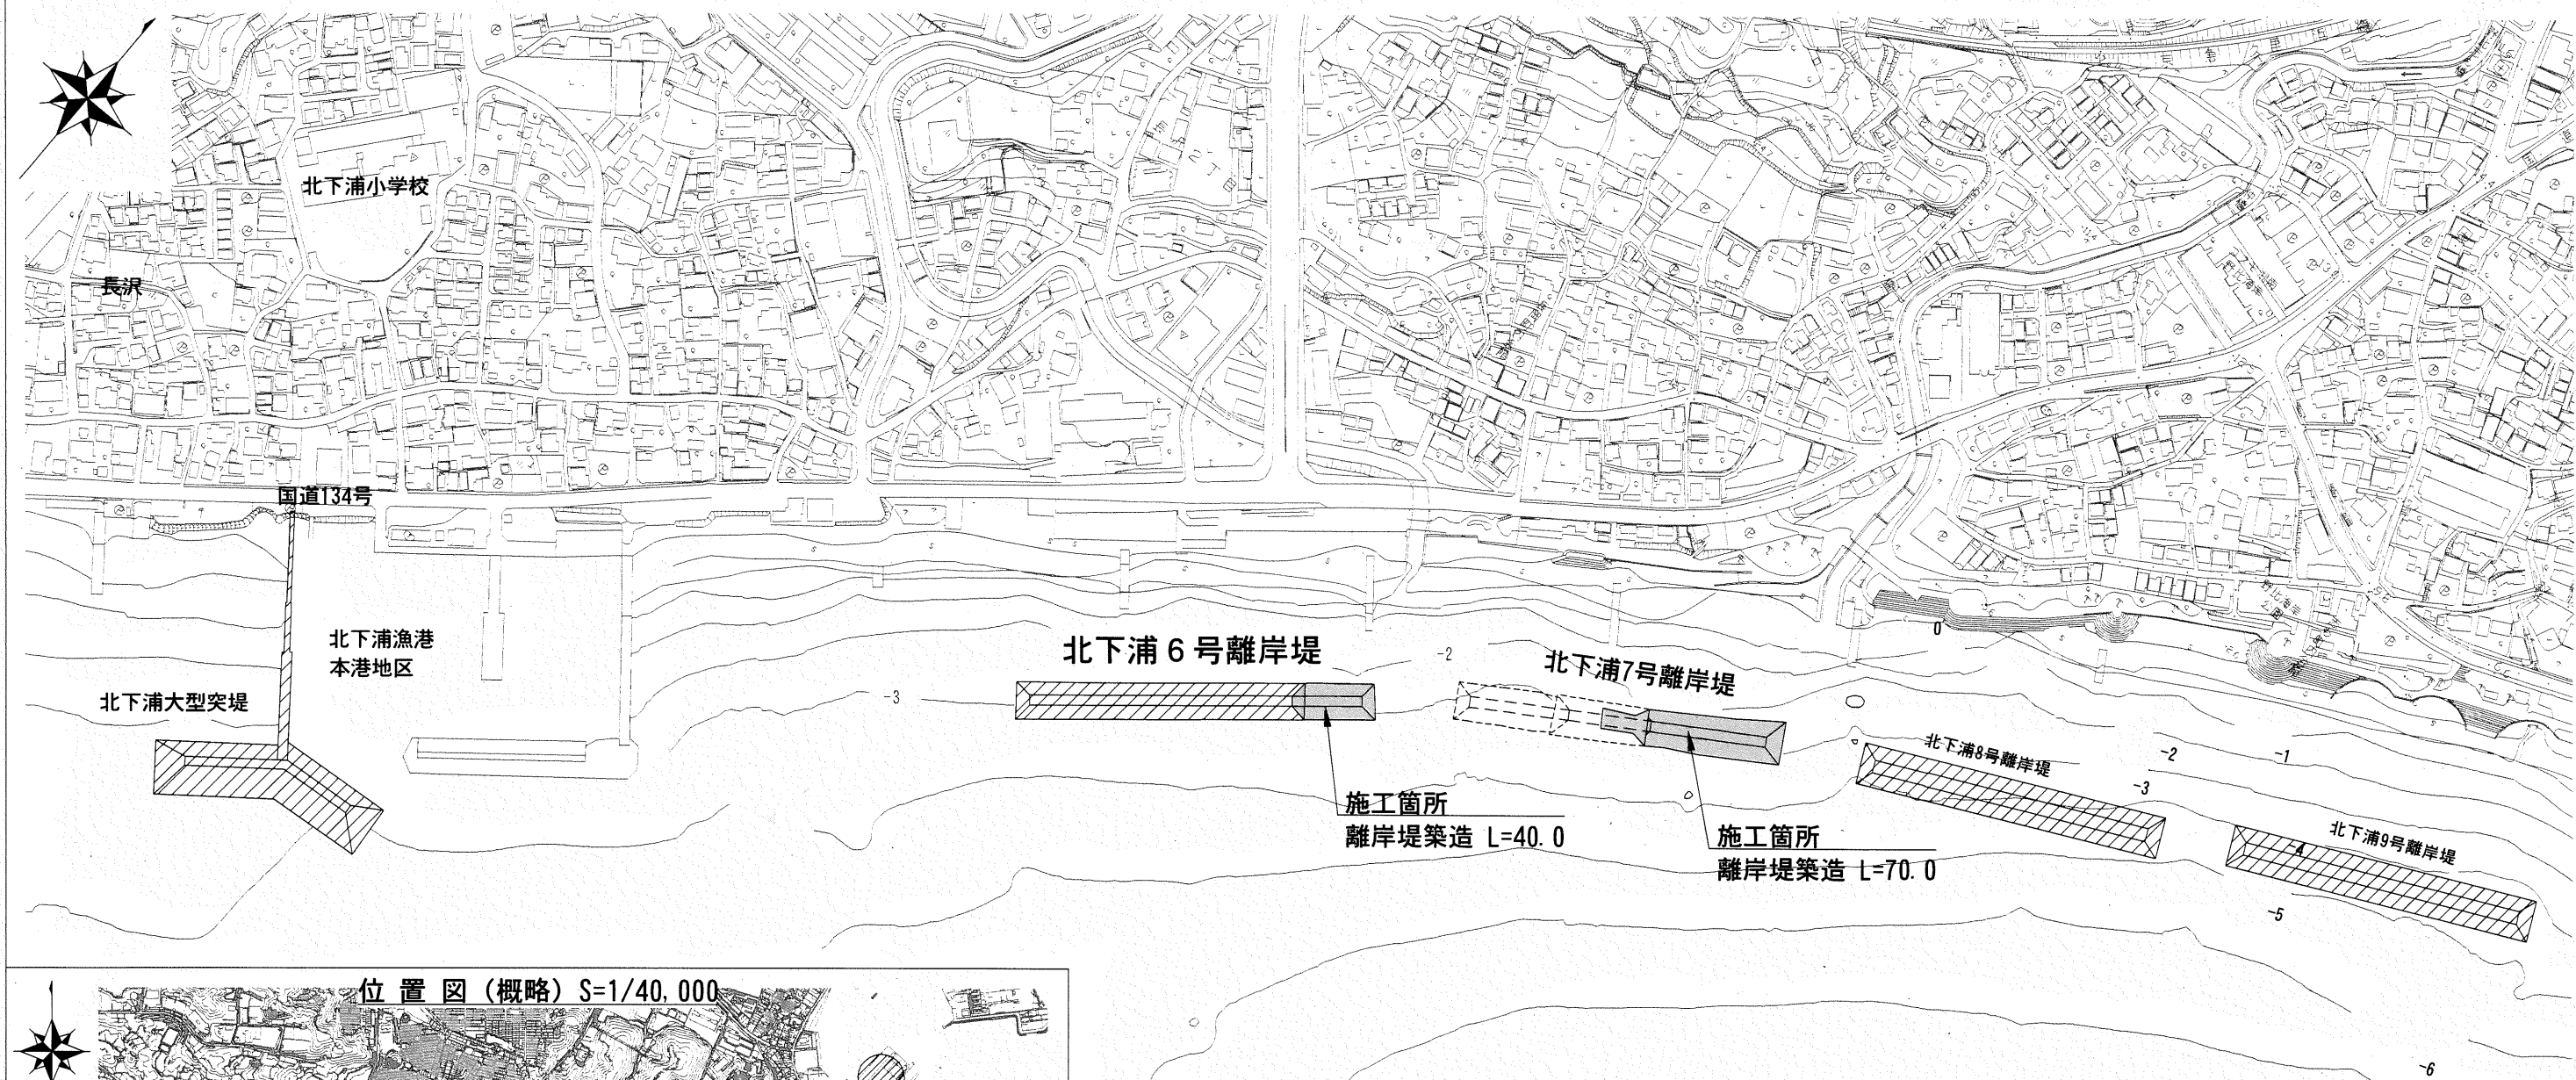 北下浦小学校
長沢
国道134号
北下浦漁港
本港地区
北下浦大型突堤
北下浦6号離岸堤
北下浦7号離岸堤
北下浦8号離岸堤
北下浦9号離岸堤
施工箇所
離岸堤築造 L=40.0
施工箇所
離岸堤築造 L=70.0
2丁目
0
-2
-3
-2
-1
-3
-4
-5
-6
位置図（概略）S=1/40,000